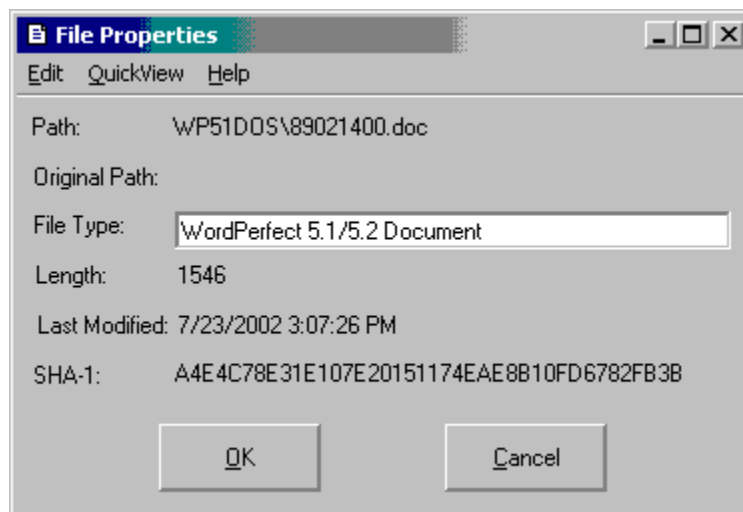 File Properties
Edit QuickView Help
Path: WP51DOS\89021400.doc
Original Path:
File Type: WordPerfect 5.1/5.2 Document
Length: 1546
Last Modified: 7/23/2002 3:07:26 PM
SHA-1: A4E4C78E31E107E20151174EAE8B10FD6782FB3B
OK Cancel